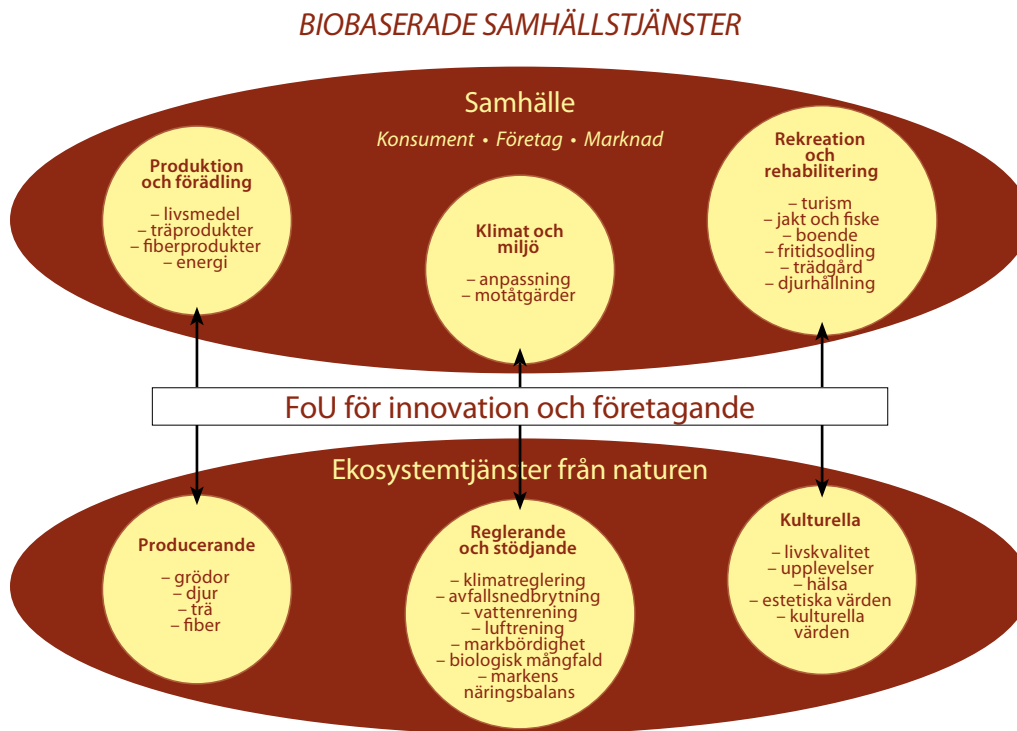 BIOBASERADE SAMHÄLLSTJÄNSTER
Samhälle
Konsument • Företag • Marknad
Produktion
och förädling
– livsmedel
– träprodukter
– fiberprodukter
– energi
Klimat och
miljö
– anpassning
– motåtgärder
Rekreation
och
rehabilitering
– turism
– jakt och fiske
– boende
– fritidsodling
– trädgård
– djurhållning
FoU för innovation och företagande
Ekosystemtjänster från naturen
Producerande
– grödor
– djur
– trä
– fiber
Reglerande
och stödjande
– klimatreglering
– avfallsnedbrytning
– vattenrening
– luftrening
– markbördighet
– biologisk mångfald
– markens
näringsbalans
Kulturella
– livskvalitet
– upplevelser
– hälsa
– estetiska värden
– kulturella
värden